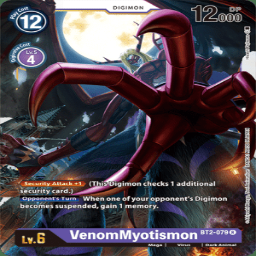 DIGIMON
Play Cost
12
12000
DP
Lv.5
4
Security Attack +1 (This Digimon checks 1 additional
security card.)
Opponent's Turn When one of your opponent's Digimon
becomes suspended, gain 1 memory.
VenomMyotismon
BT2-079 R
Lv.6
Mega
Virus
Dark Animal